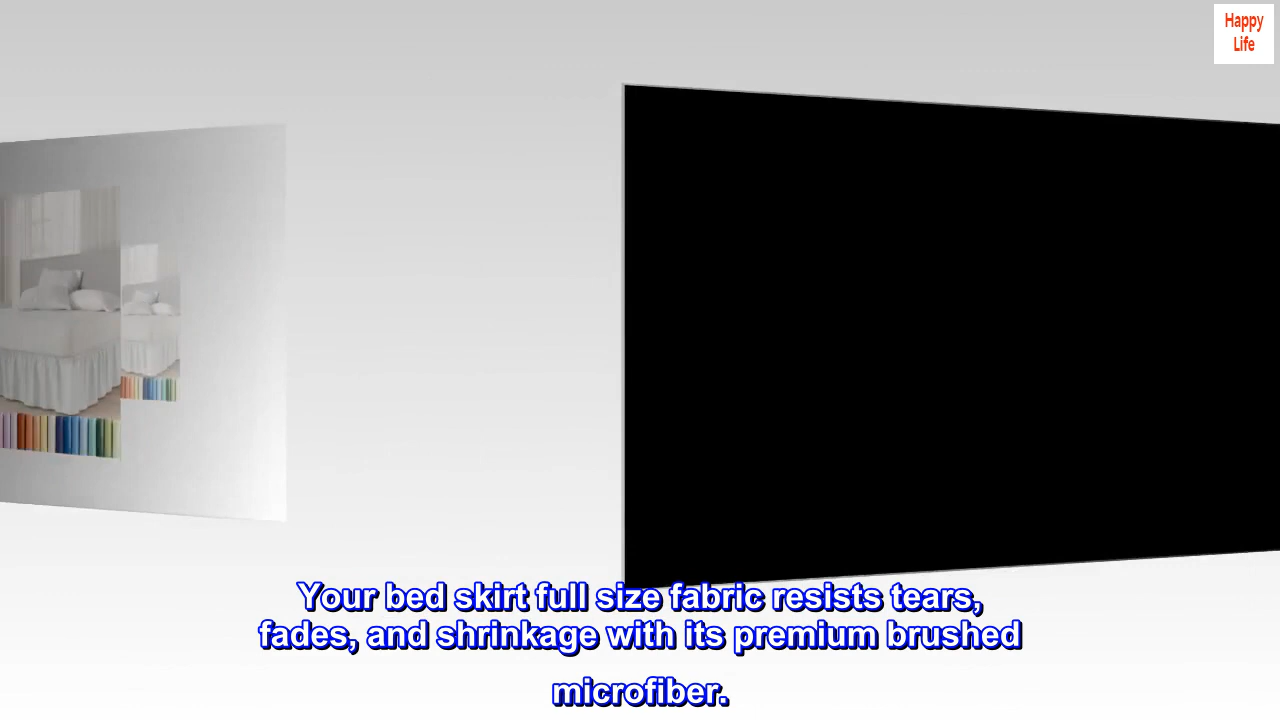 Happy
Life
Your bed skirt full size fabric resists tears,
fades, and shrinkage with its premium brushed
microfiber.